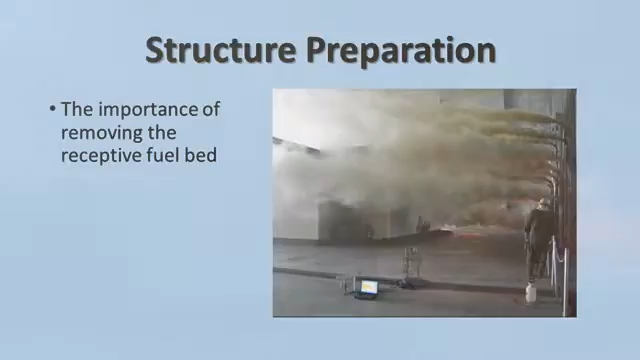 Structure Preparation
• The importance of
removing the
receptive fuel bed